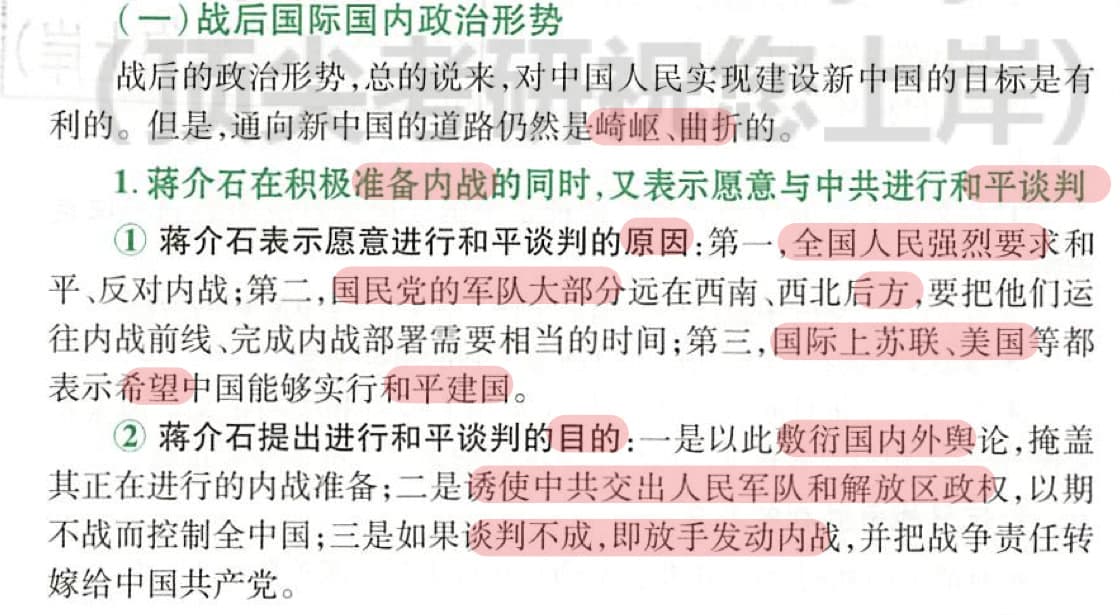 (一)战后国际国内政治形势
战后的政治形势,总的说来,对中国人民实现建设新中国的目标是有
利的。但是,通向新中国的道路仍然是崎岖、曲折的。
1. 蒋介石在积极准备内战的同时,又表示愿意与中共进行和平谈判
① 蒋介石表示愿意进行和平谈判的原因:第一,全国人民强烈要求和
平、反对内战;第二,国民党的军队大部分远在西南、西北后方,要把他们运
往内战前线、完成内战部署需要相当的时间;第三,国际上苏联、美国等都
表示希望中国能够实行和平建国。
② 蒋介石提出进行和平谈判的目的:一是以此敷衍国内外舆论,掩盖
其正在进行的内战准备;二是诱使中共交出人民军队和解放区政权,以期
不战而控制全中国;三是如果谈判不成,即放手发动内战,并把战争责任转
嫁给中国共产党。
(顶尖考研祝您上岸)